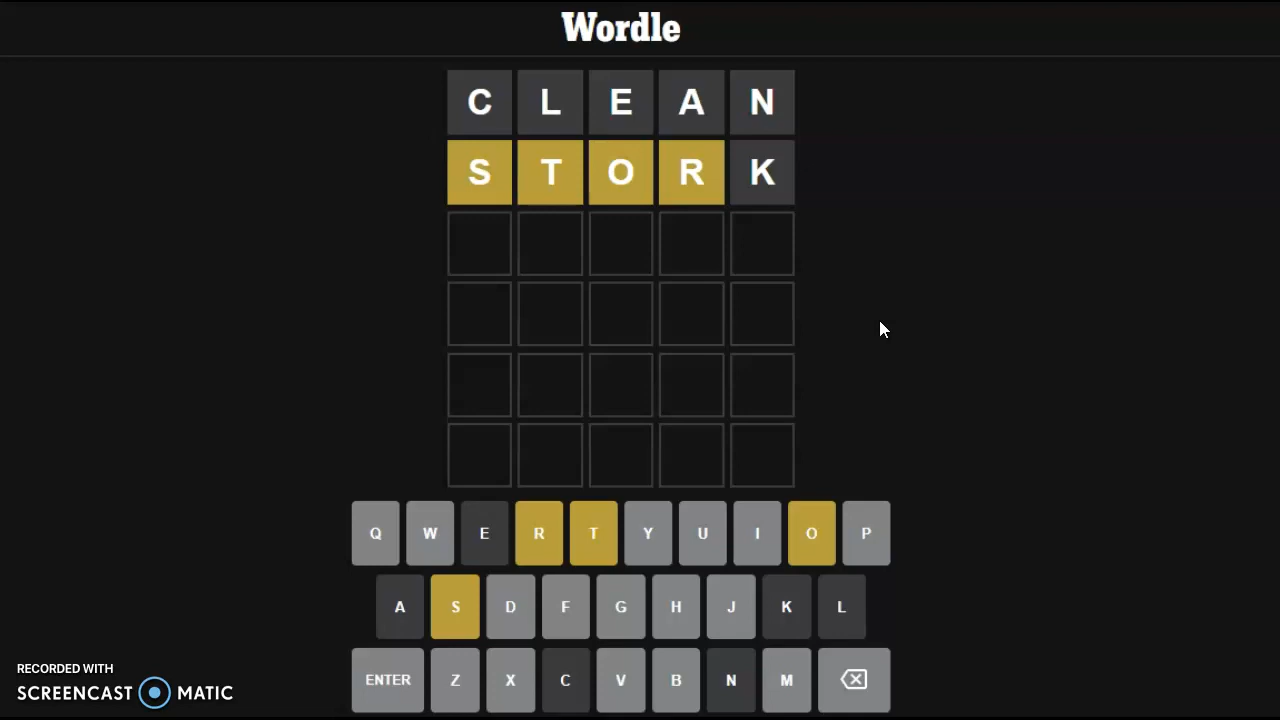 Wordle
C L E A N
S T O R K
Q W E R T Y U I O P
A S D F G H J K L
ENTER Z X C V B N M
RECORDED WITH
SCREENCAST MATIC